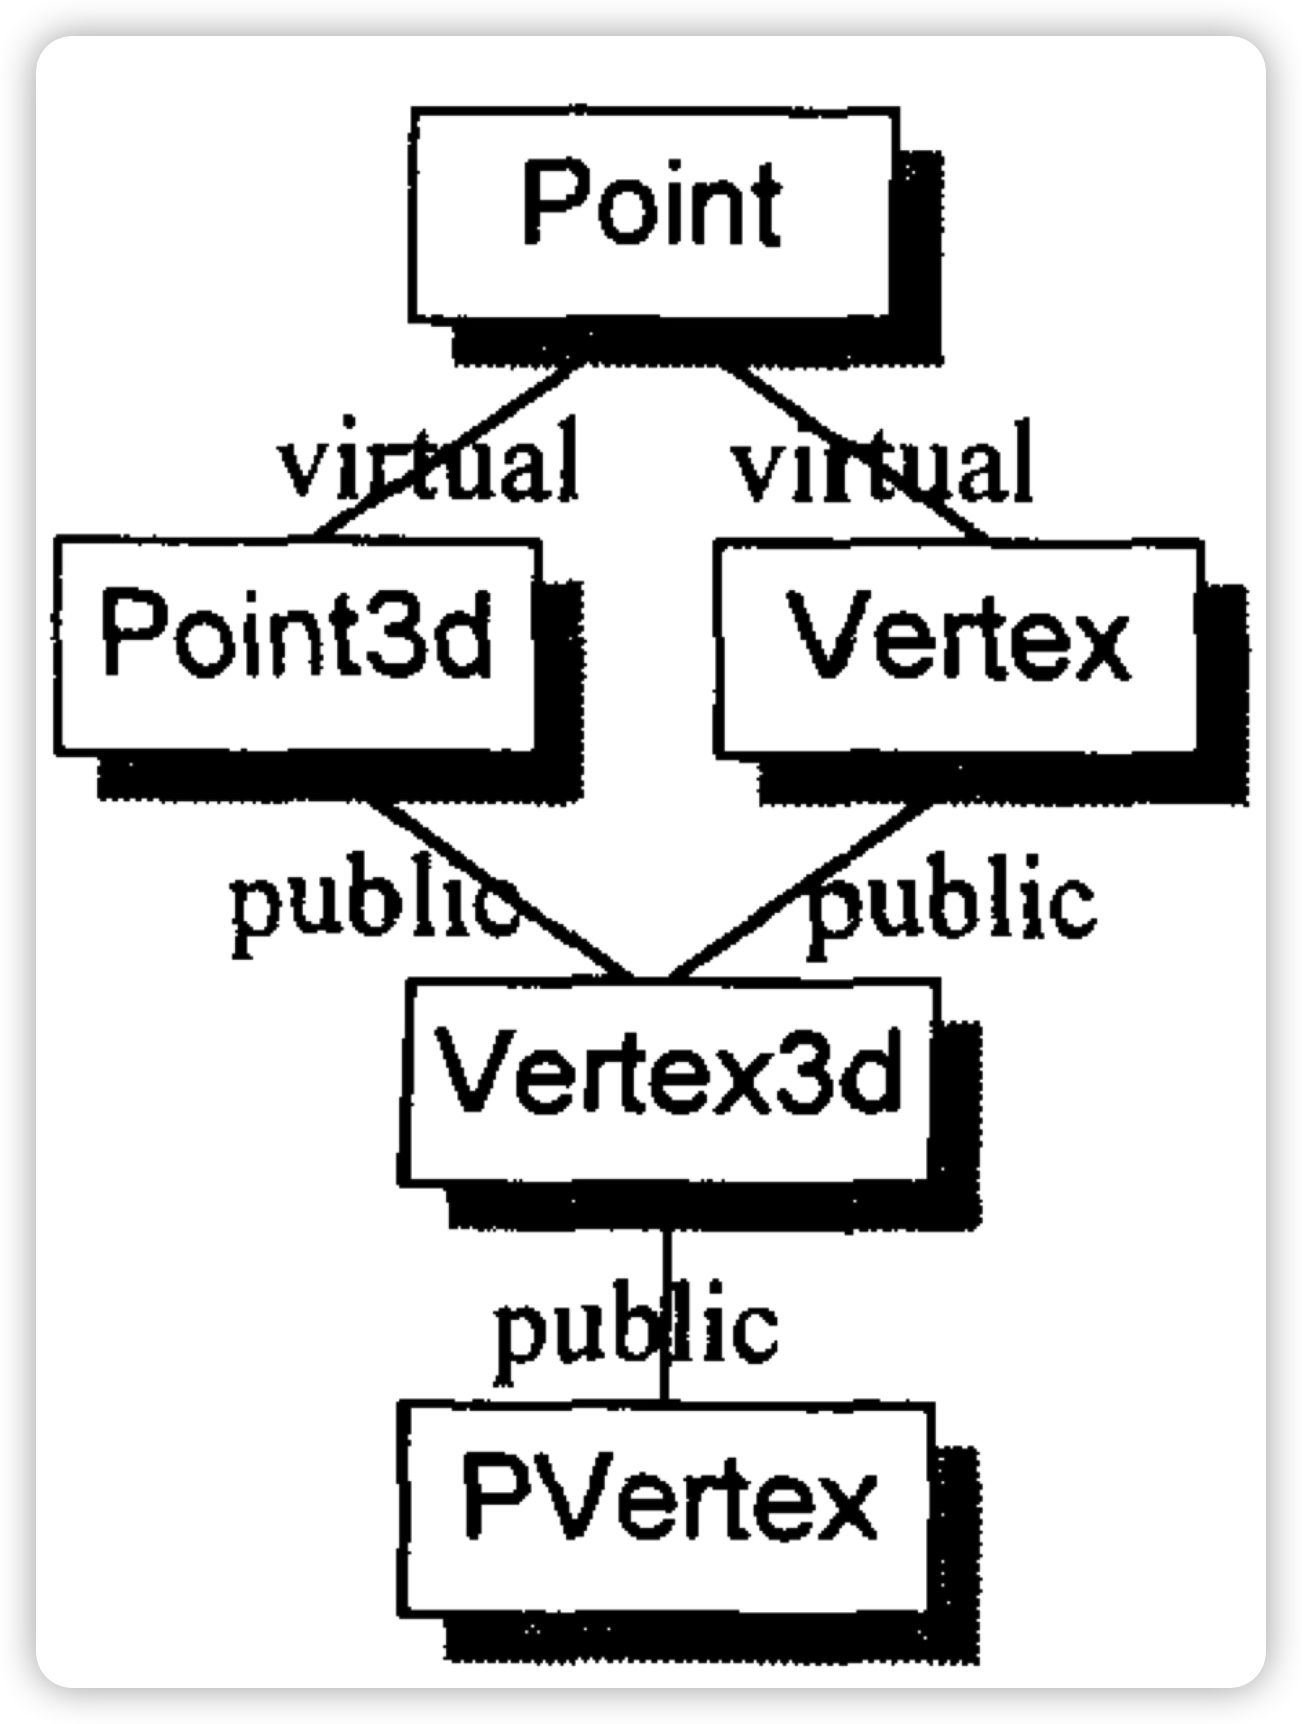 Point
virtual virtual
Point3d Vertex
public public
Vertex3d
public
PVertex